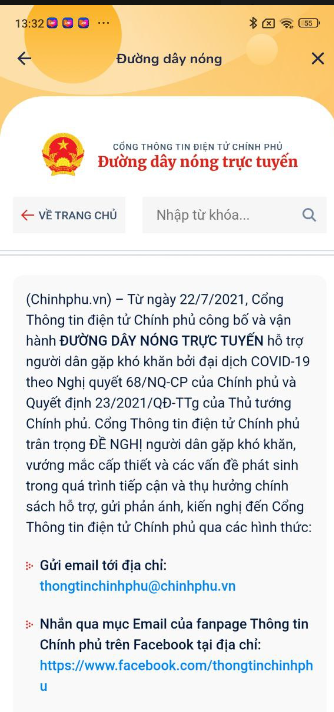 13:32
55
Đường dây nóng
CỔNG THÔNG TIN ĐIỆN TỬ CHÍNH PHỦ
Đường dây nóng trực tuyến
VỀ TRANG CHỦ
Nhập từ khóa...
(Chinhphu.vn) – Từ ngày 22/7/2021, Cổng
Thông tin điện tử Chính phủ công bố và vận
hành ĐƯỜNG DÂY NÓNG TRỰC TUYẾN hỗ trợ
người dân gặp khó khăn bởi đại dịch COVID-19
theo Nghị quyết 68/NQ-CP của Chính phủ và
Quyết định 23/2021/QĐ-TTg của Thủ tướng
Chính phủ. Cổng Thông tin điện tử Chính phủ
trân trọng ĐỀ NGHỊ người dân gặp khó khăn,
vướng mắc cấp thiết và các vấn đề phát sinh
trong quá trình tiếp cận và thụ hưởng chính
sách hỗ trợ, gửi phản ánh, kiến nghị đến Cổng
Thông tin điện tử Chính phủ qua các hình thức:
Gửi email tới địa chỉ:
thongtinchinhphu@chinhphu.vn
Nhắn qua mục Email của fanpage Thông tin
Chính phủ trên Facebook tại địa chỉ:
https://www.facebook.com/thongtinchinhph
u